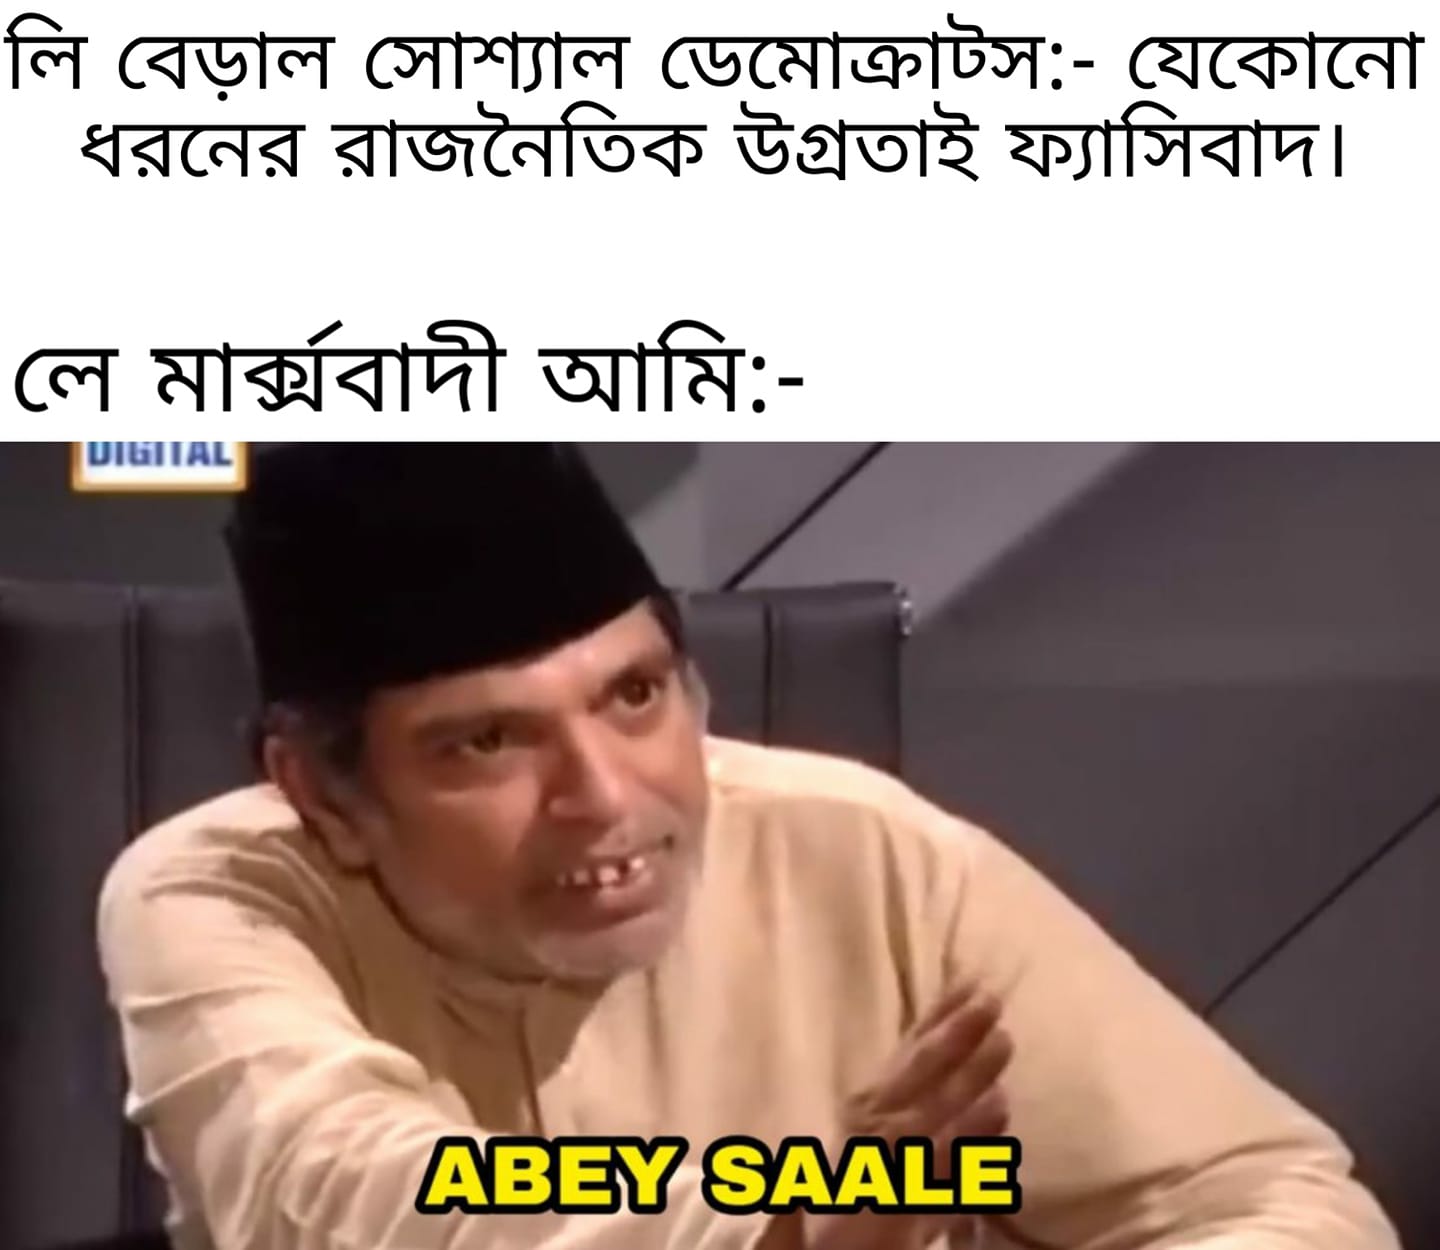 লি বেড়াল সোশ্যাল ডেমোক্রাটস:- যেকোনো
ধরনের রাজনৈতিক উগ্রতাই ফ্যাসিবাদ।
লে মার্ক্সবাদী আমি:-
DIGITAL
ABEY SAALE